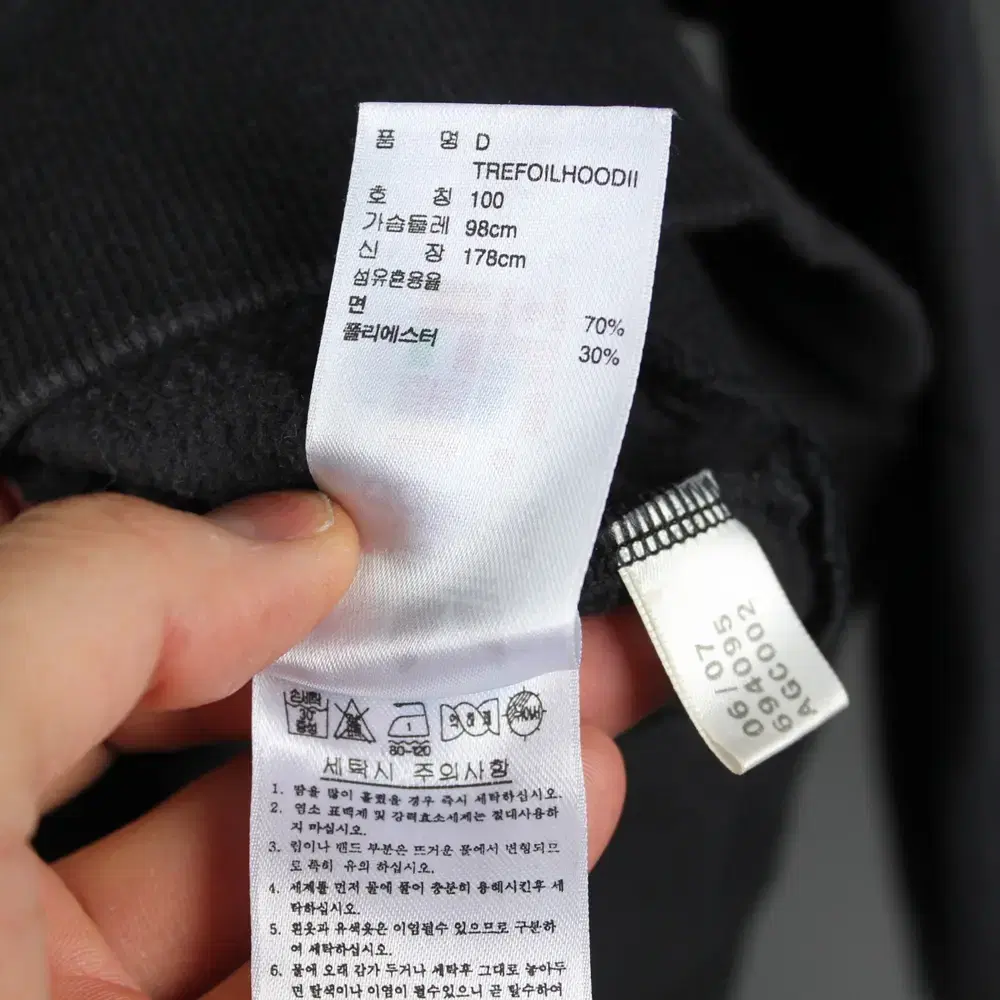 품 명 D
TREFOILHOODII
호 칭 100
가슴둘레 98cm
신 장 178cm
섬유혼용율
면 70%
폴리에스터 30%
06/07
694095
AGC002
손세탁
30
중성
80~120
세탁시 주의사항
1. 땀을 많이 흘렸을 경우 즉시 세탁하십시오.
2. 염소 표백제 및 강력효소세제는 절대사용하
지 마십시오.
3. 립이나 밴드 부분은 뜨거운 물에서 변형되므
로 특히 유의 하십시오.
4. 세제를 먼저 물에 풀어 충분히 용해시킨후 세
탁하십시오.
5. 흰옷과 유색옷은 이염될수 있으므로 구분하
여 세탁하십시오.
6. 물에 오래 감가 두거나 세탁후 그대로 놓아두
면 탈색이나 이염이 될수있으니 곧 탈수하여